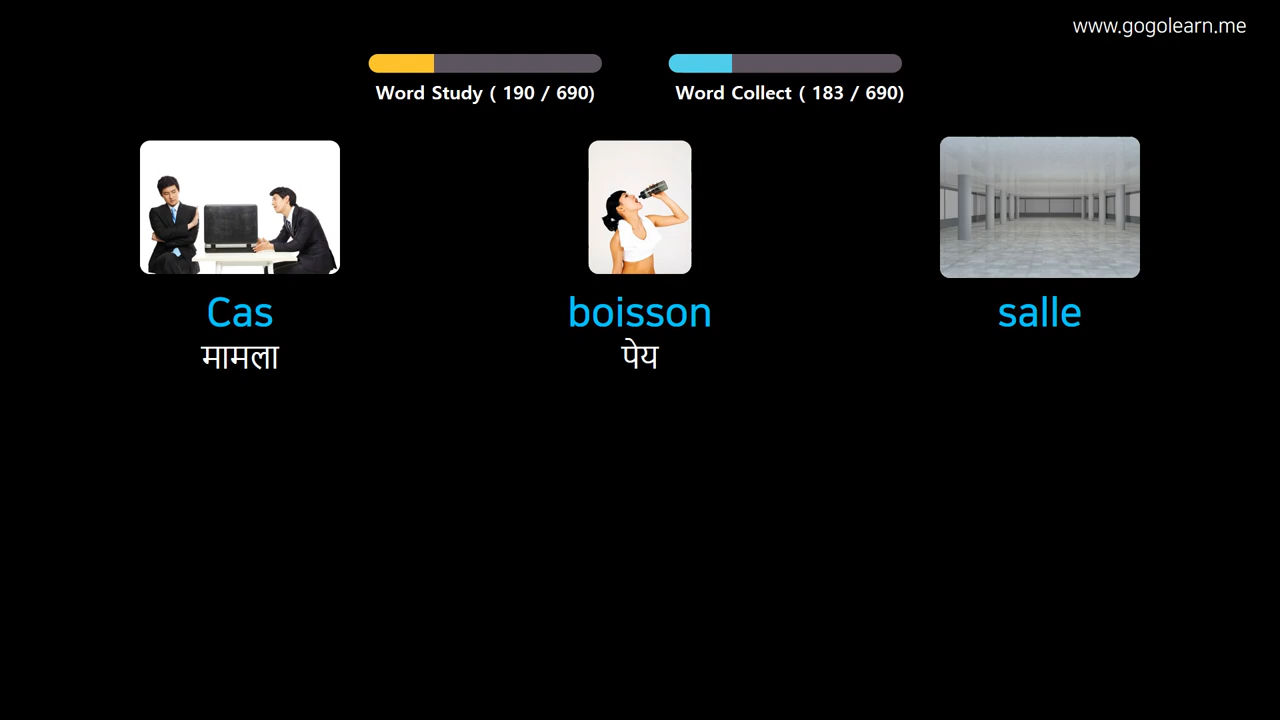 www.gogolearn.me
Word Study ( 190 / 690)
Word Collect ( 183 / 690)
Cas
मामला
boisson
पेय
salle